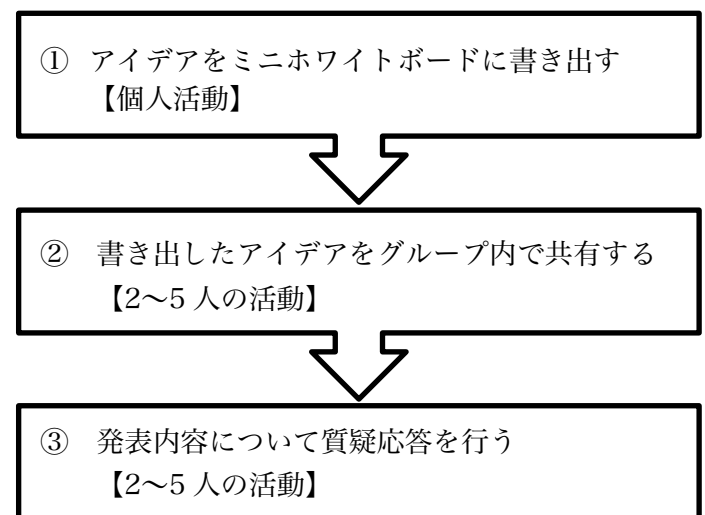 ① アイデアをミニホワイトボードに書き出す
【個人活動】
② 書き出したアイデアをグループ内で共有する
【2～5 人の活動】
③ 発表内容について質疑応答を行う
【2～5 人の活動】